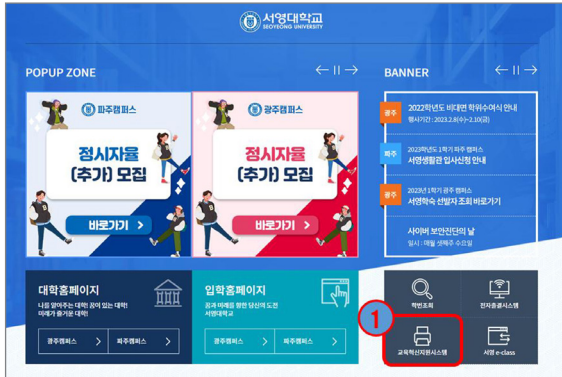 서영대학교
SEOYEONG UNIVERSITY
POPUP ZONE
BANNER
파주캠퍼스
정시자율
(추가) 모집
바로가기 >
광주캠퍼스
정시자율
(추가) 모집
바로가기 >
광주
2022학년도 비대면 학위수여식 안내
행사기간 : 2023.2.8(수)~2.10(금)
파주
2023학년도 1학기 파주 캠퍼스
서영생활관 입사신청 안내
광주
2023년 1학기 광주 캠퍼스
서영학숙 선발자 조회 바로가기
사이버 보안진단의 날
일시 : 매월 셋째주 수요일
대학홈페이지
나를 알아주는 대학! 꿈이 있는 대학!
미래가 즐거운 대학!
광주캠퍼스 >
파주캠퍼스 >
입학홈페이지
꿈과 미래를 향한 당신의 도전
서영대학교
광주캠퍼스 >
파주캠퍼스 >
학번조회
전자출결시스템
1
교육혁신지원시스템
서영 e-class